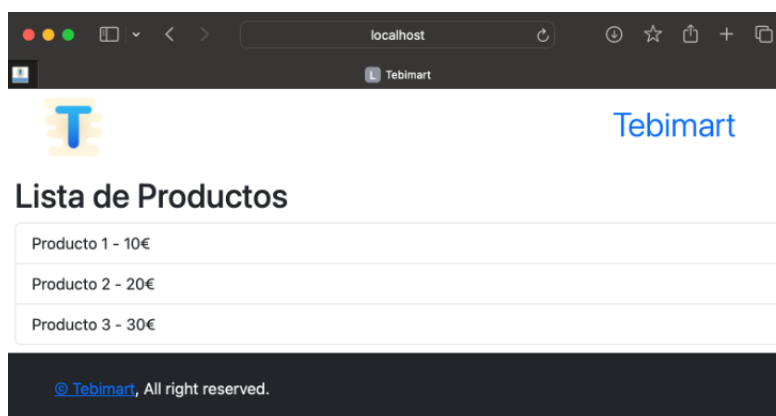 localhost
L Tebimart
T Tebimart
Lista de Productos
Producto 1 - 10€
Producto 2 - 20€
Producto 3 - 30€
© Tebimart, All right reserved.